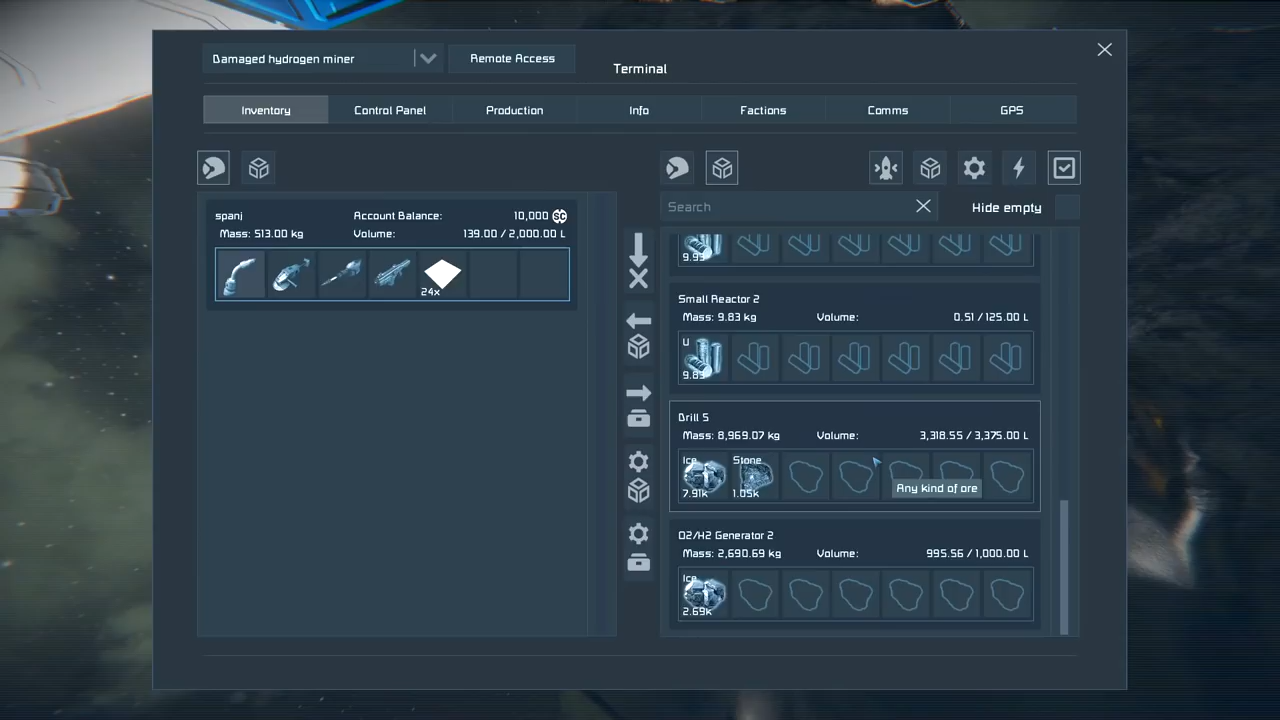 Damaged hydrogen miner
Remote Access
Terminal
Inventory
Control Panel
Production
Info
Factions
Comms
GPS
spanj
Account Balance:
10,000 SC
Mass: 513.00 kg
Volume:
139.00 / 2,000.00 L
24x
Search
Hide empty
9.93
Small Reactor 2
Mass: 9.83 kg
Volume:
0.51 / 125.00 L
U
9.83
Drill 5
Mass: 8,969.07 kg
Volume:
3,318.55 / 3,375.00 L
Ice
Stone
7.91k
1.05k
Any kind of ore
O2/H2 Generator 2
Mass: 2,690.69 kg
Volume:
995.56 / 1,000.00 L
Ice
2.69k